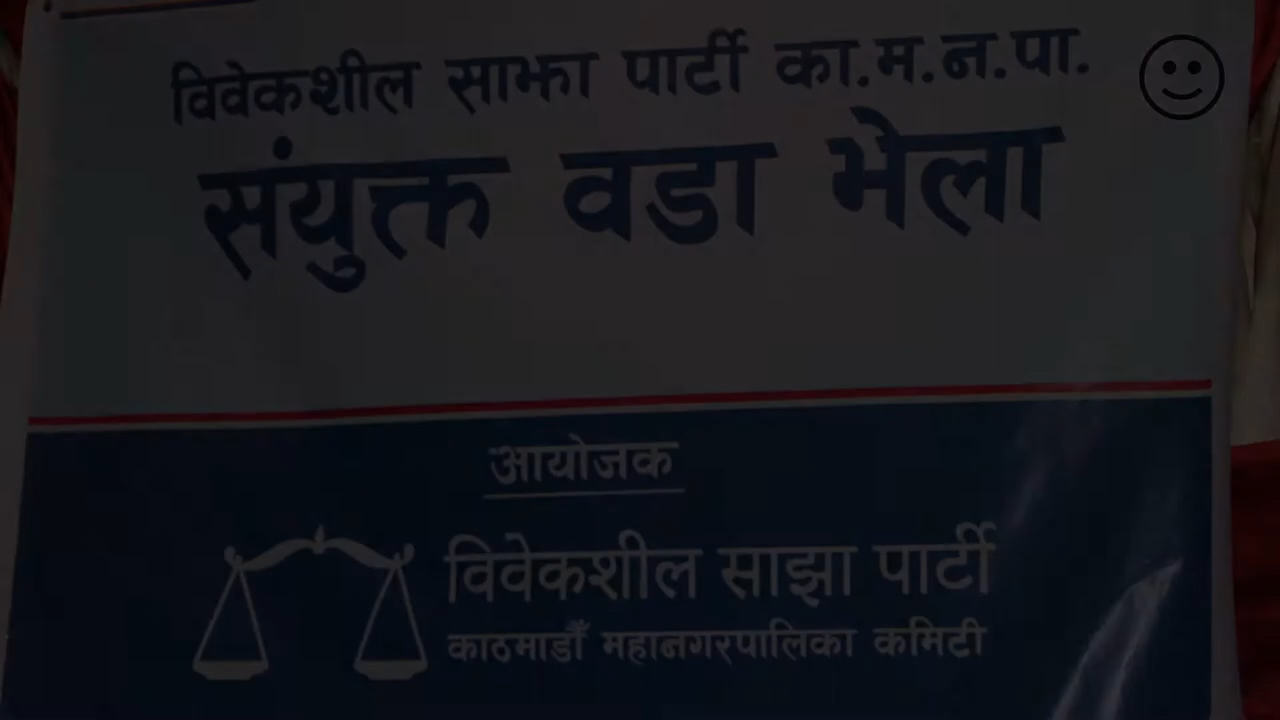 विवेकशील साझा पार्टी का.म.न.पा.
संयुक्त वडा भेला
आयोजक
विवेकशील साझा पार्टी
काठमाडौँ महानगरपालिका कमिटी